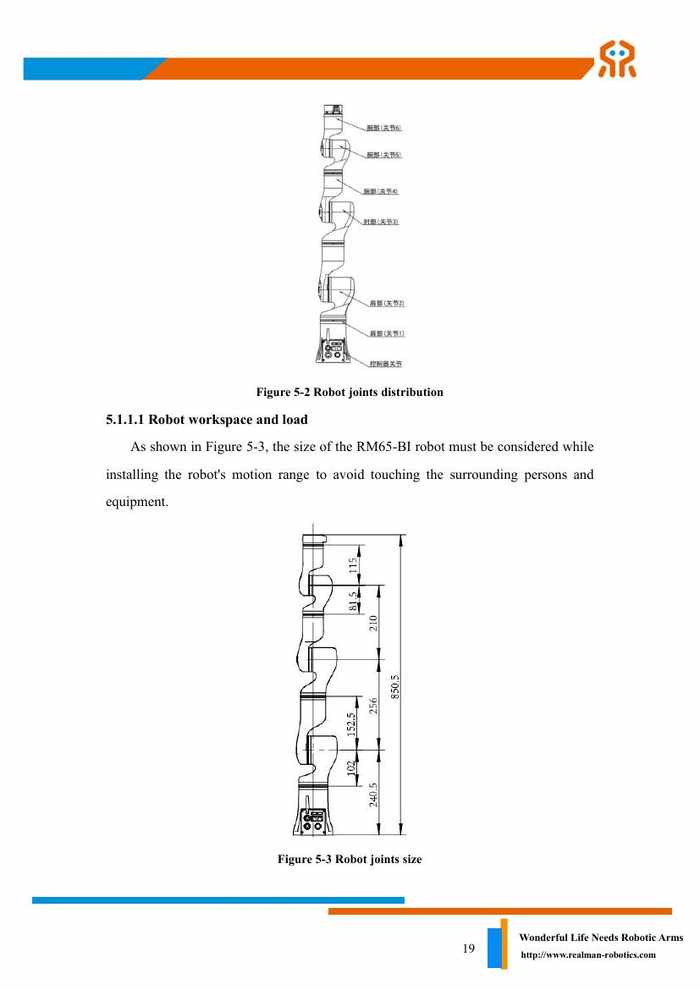 腕部(关节6)
腕部(关节5)
腕部(关节4)
肘部(关节3)
肩部(关节2)
肩部(关节1)
控制器关节
Figure 5-2 Robot joints distribution
5.1.1.1 Robot workspace and load
As shown in Figure 5-3, the size of the RM65-BI robot must be considered while
installing the robot's motion range to avoid touching the surrounding persons and
equipment.
115
81.5
210
850.5
256
152.5
102
240.5
Figure 5-3 Robot joints size
19
Wonderful Life Needs Robotic Arms
http://www.realman-robotics.com